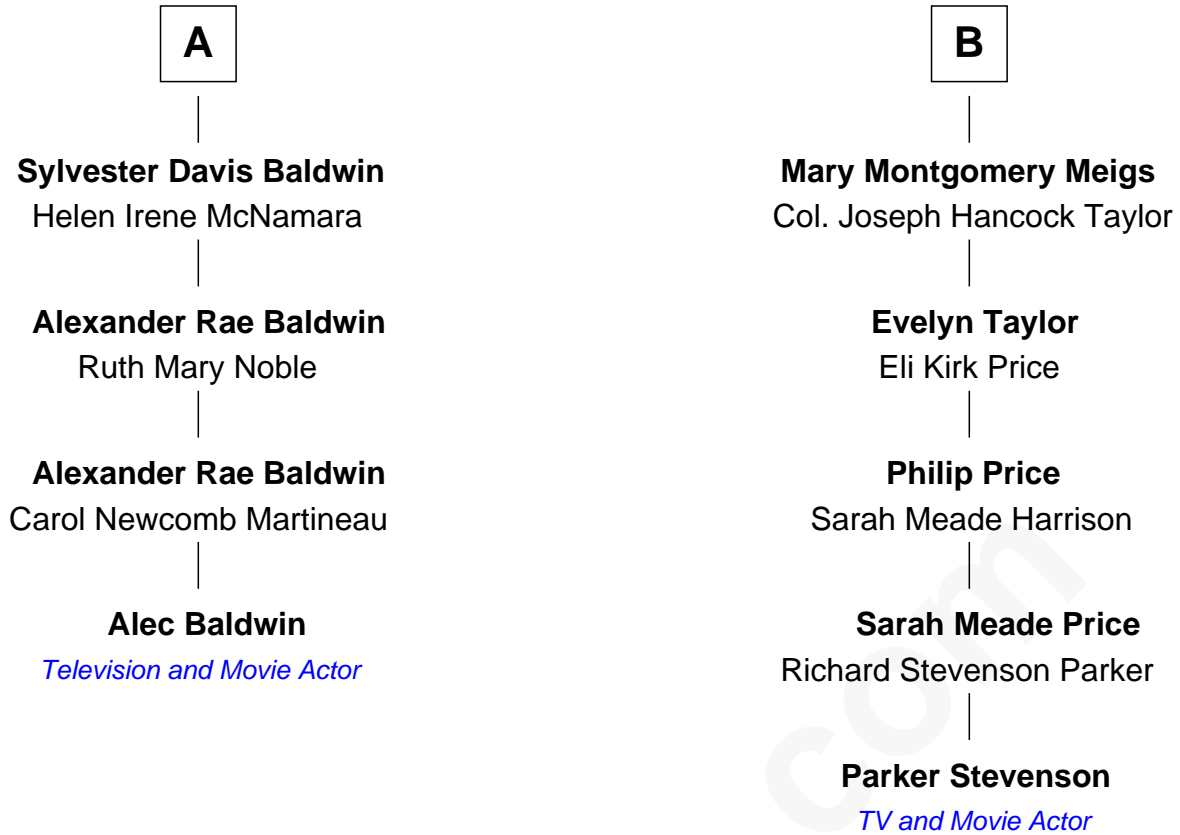 A
Sylvester Davis Baldwin
Helen Irene McNamara
Alexander Rae Baldwin
Ruth Mary Noble
Alexander Rae Baldwin
Carol Newcomb Martineau
Alec Baldwin
Television and Movie Actor
B
Mary Montgomery Meigs
Col. Joseph Hancock Taylor
Evelyn Taylor
Eli Kirk Price
Philip Price
Sarah Meade Harrison
Sarah Meade Price
Richard Stevenson Parker
Parker Stevenson
TV and Movie Actor
com